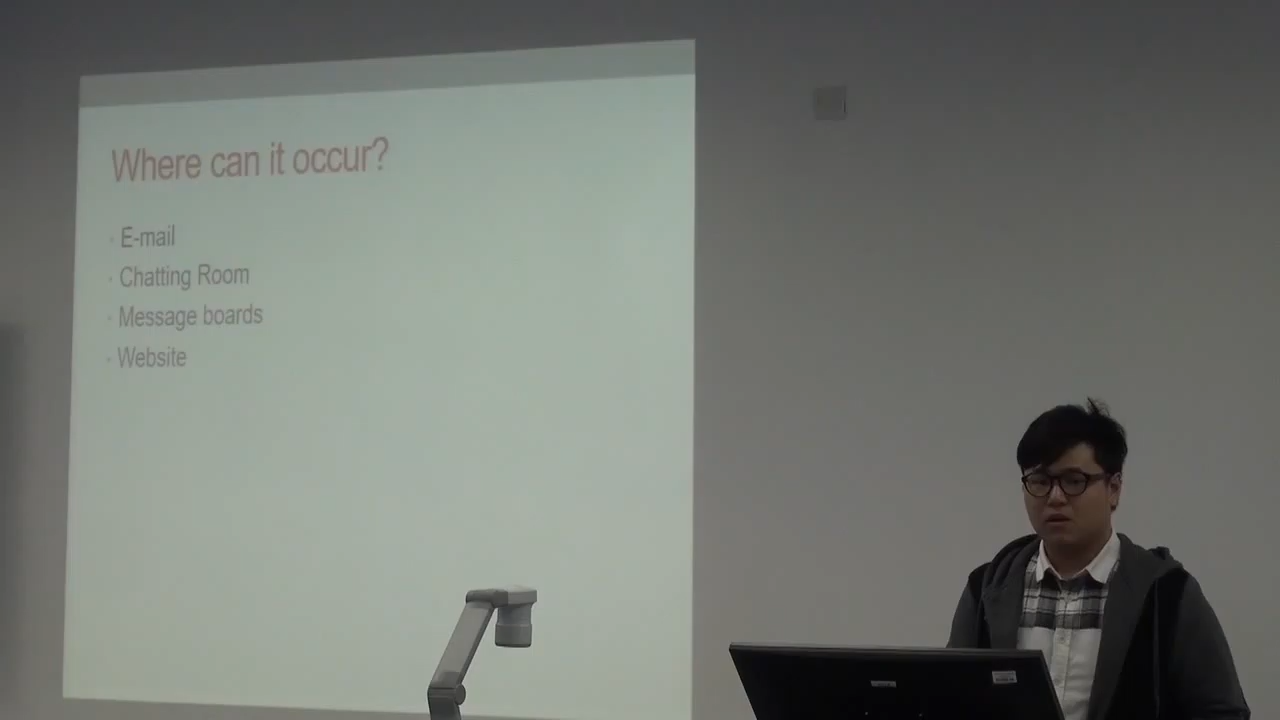 Where can it occur?
· E-mail
· Chatting Room
· Message boards
· Website